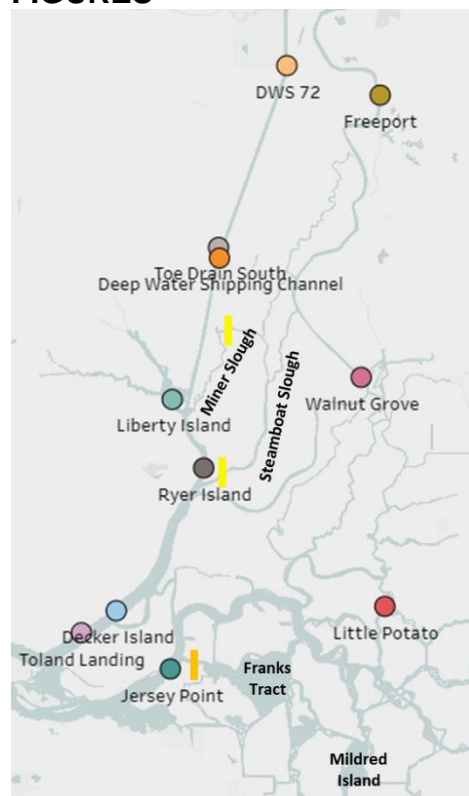 FIGURES
DWS 72
Freeport
Toe Drain South
Deep Water Shipping Channel
Miner Slough
Steamboat Slough
Walnut Grove
Liberty Island
Ryer Island
Decker Island
Toland Landing
Little Potato
Jersey Point
Franks
Tract
Mildred
Island